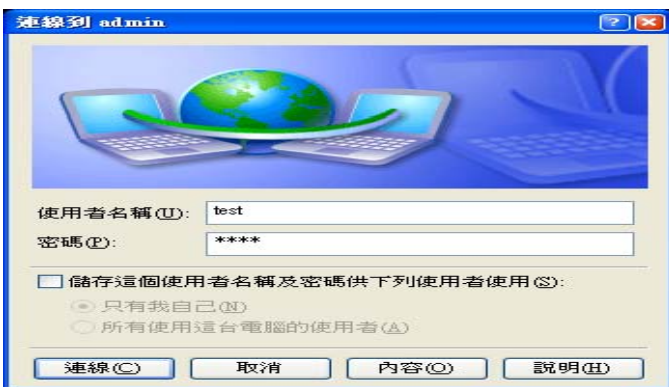 連線到 admin
使用者名稱(U): test
密碼(P): ****
儲存這個使用者名稱及密碼供下列使用者使用(S):
只有我自己(N)
所有使用這台電腦的使用者(A)
連線(C) 取消 內容(O) 說明(H)